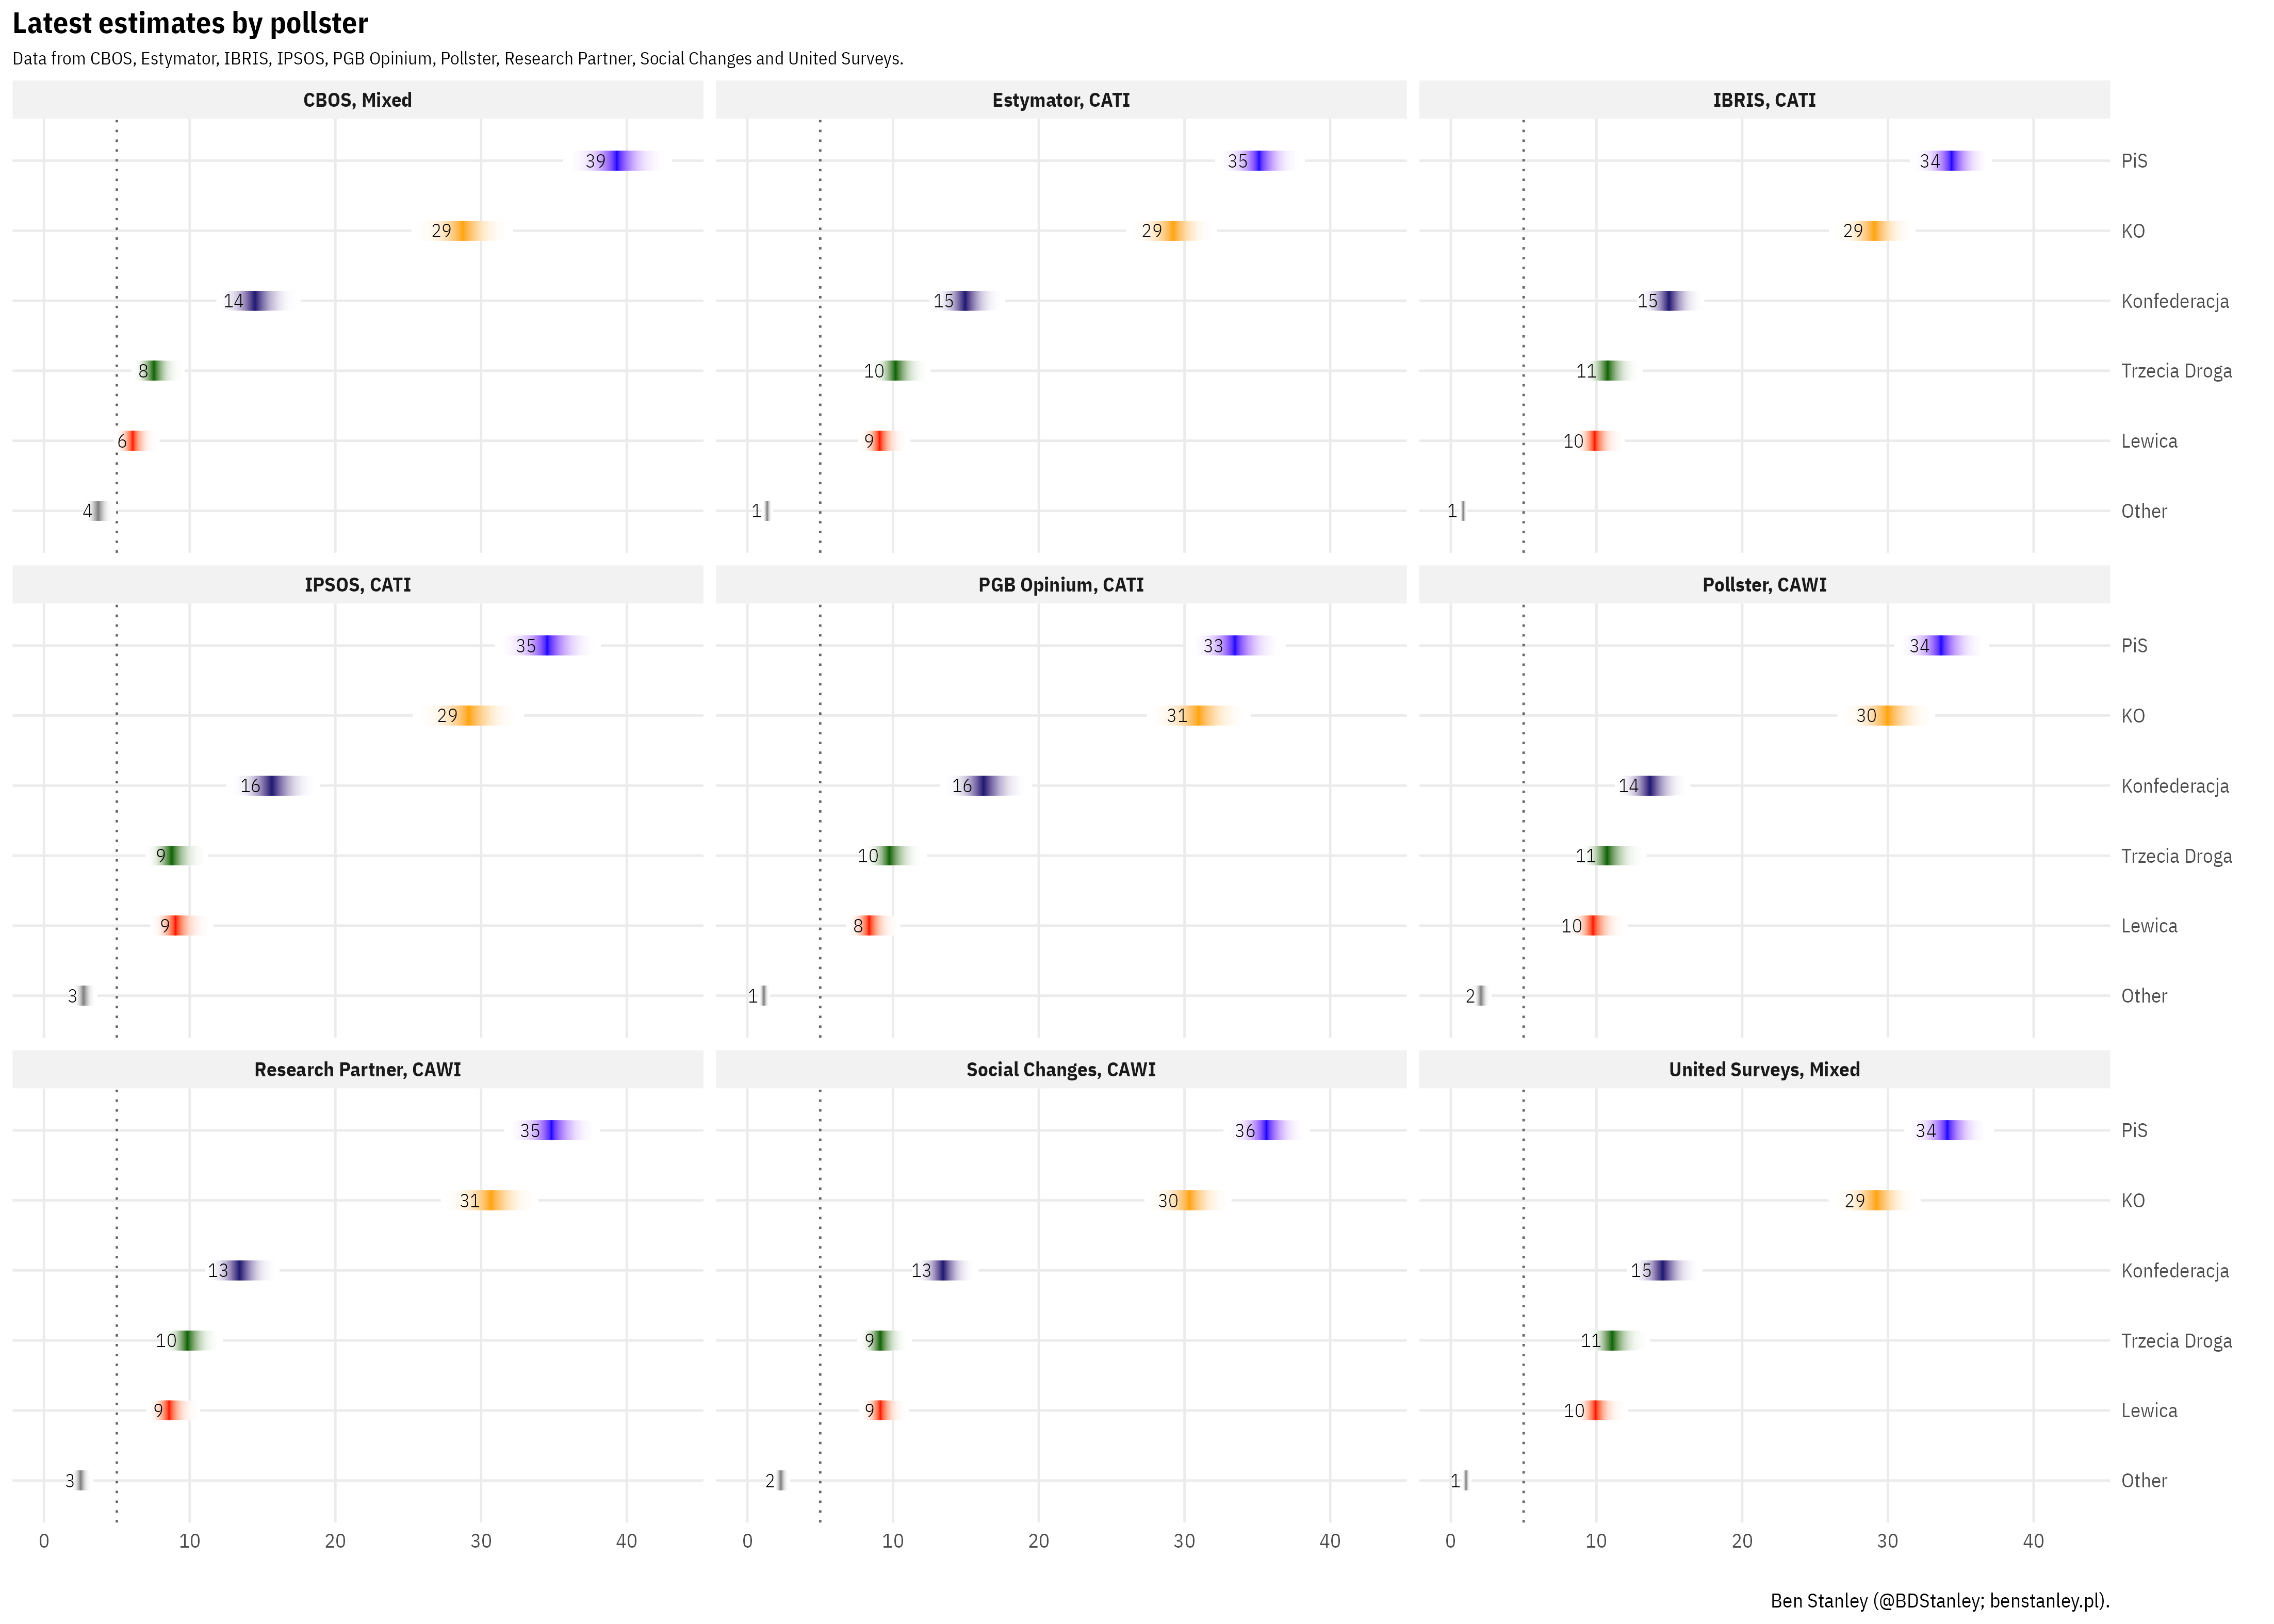 Latest estimates by pollster
Data from CBOS, Estymator, IBRIS, IPSOS, PGB Opinium, Pollster, Research Partner, Social Changes and United Surveys.
CBOS, Mixed
Estymator, CATI
IBRIS, CATI
39
35
34
PiS
29
29
29
KO
14
15
15
Konfederacja
8
10
11
Trzecia Droga
6
9
10
Lewica
4
1
1
Other
IPSOS, CATI
PGB Opinium, CATI
Pollster, CAWI
35
33
34
PiS
29
31
30
KO
16
16
14
Konfederacja
9
10
11
Trzecia Droga
9
8
10
Lewica
3
1
2
Other
Research Partner, CAWI
Social Changes, CAWI
United Surveys, Mixed
35
36
34
PiS
31
30
29
KO
13
13
15
Konfederacja
10
9
11
Trzecia Droga
9
9
10
Lewica
3
2
1
Other
0 10 20 30 40
0 10 20 30 40
0 10 20 30 40
Ben Stanley (@BDStanley; benstanley.pl).